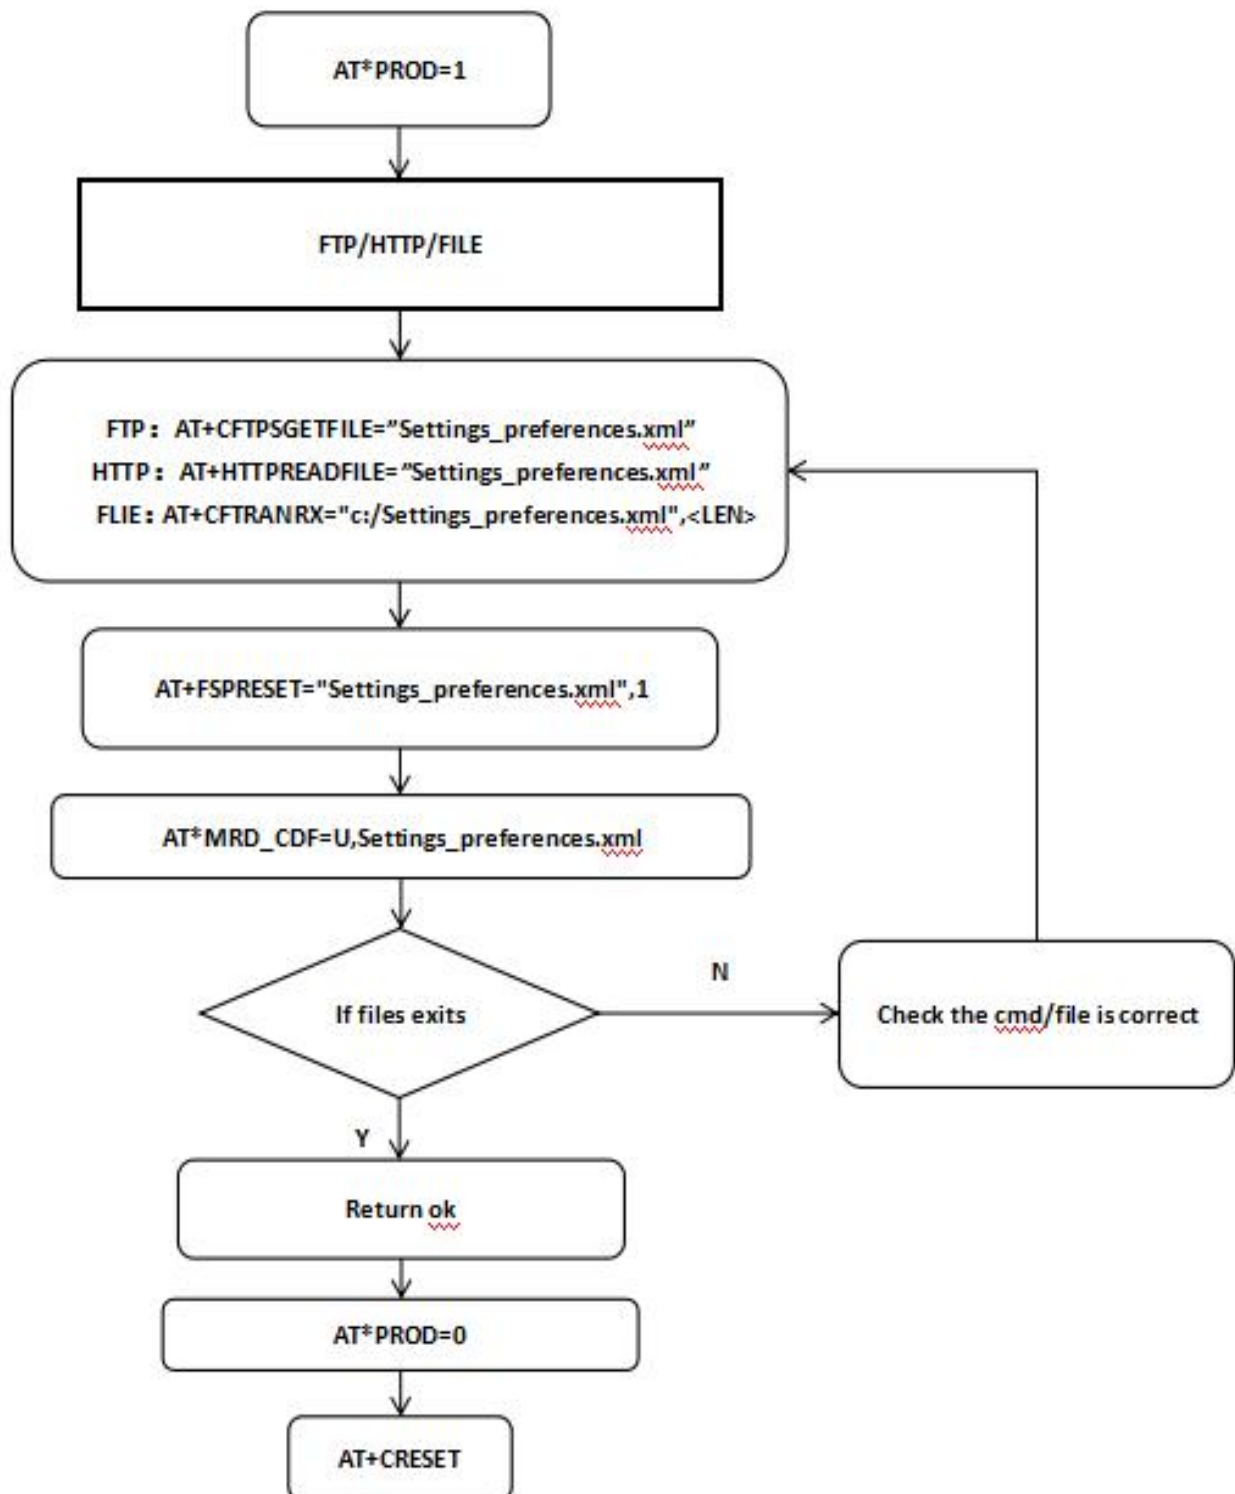 AT*PROD=1
FTP/HTTP/FILE
FTP：AT+CFTPSGETFILE=”Settings_preferences.xml”
HTTP：AT+HTTPREADFILE=”Settings_preferences.xml”
FLIE：AT+CFTRANRX="c:/Settings_preferences.xml",<LEN>
AT+FSPRESET="Settings_preferences.xml",1
AT*MRD_CDF=U,Settings_preferences.xml
If files exits
N
Check the cmd/file is correct
Y
Return ok
AT*PROD=0
AT+CRESET